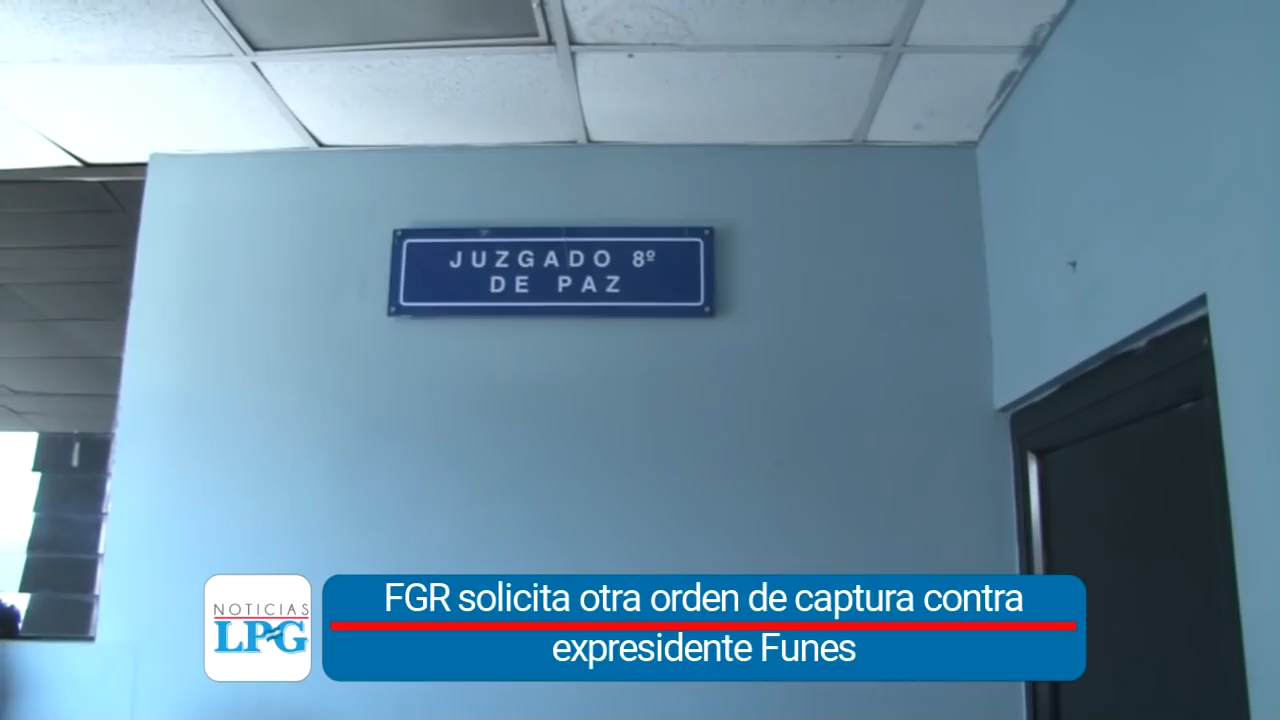 JUZGADO 8º
DE PAZ
FGR solicita otra orden de captura contra
expresidente Funes
NOTICIAS
LPG